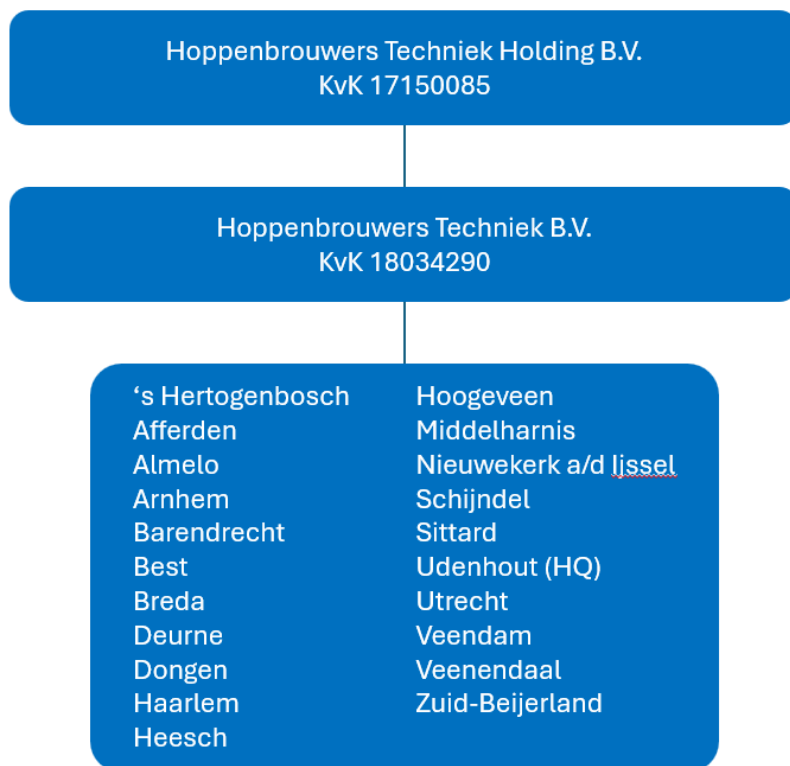 Hoppenbrouwers Techniek Holding B.V.
KvK 17150085
Hoppenbrouwers Techniek B.V.
KvK 18034290
‘s Hertogenbosch
Afferden
Almelo
Arnhem
Barendrecht
Best
Breda
Deurne
Dongen
Haarlem
Heesch
Hoogeveen
Middelharnis
Nieuwekerk a/d Ijssel
Schijndel
Sittard
Udenhout (HQ)
Utrecht
Veendam
Veenendaal
Zuid-Beijerland